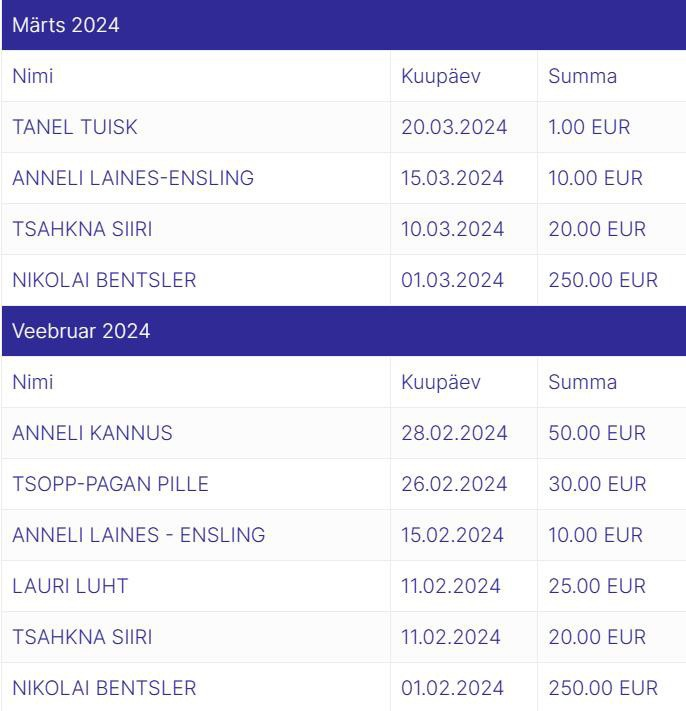 Märts 2024
Nimi Kuupäev Summa
TANEL TUISK 20.03.2024 1.00 EUR
ANNELI LAINES-ENSLING 15.03.2024 10.00 EUR
TSAHKNA SIIRI 10.03.2024 20.00 EUR
NIKOLAI BENTSLER 01.03.2024 250.00 EUR
Veebruar 2024
Nimi Kuupäev Summa
ANNELI KANNUS 28.02.2024 50.00 EUR
TSOPP-PAGAN PILLE 26.02.2024 30.00 EUR
ANNELI LAINES - ENSLING 15.02.2024 10.00 EUR
LAURI LUHT 11.02.2024 25.00 EUR
TSAHKNA SIIRI 11.02.2024 20.00 EUR
NIKOLAI BENTSLER 01.02.2024 250.00 EUR